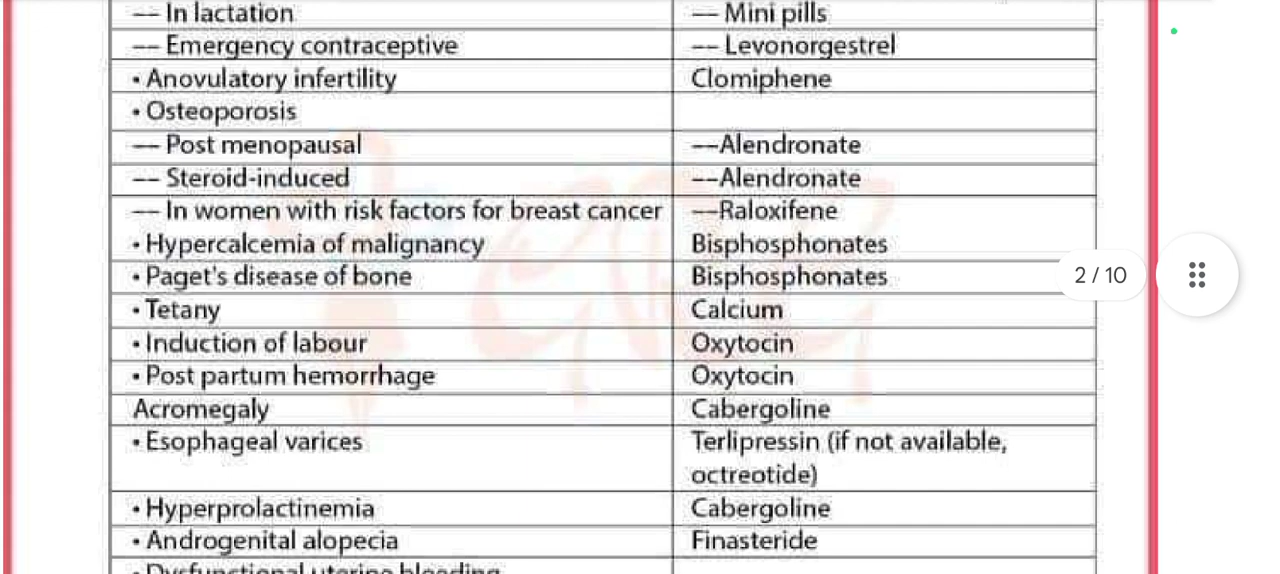 –– In lactation –– Mini pills
–– Emergency contraceptive –– Levonorgestrel
• Anovulatory infertility Clomiphene
• Osteoporosis
–– Post menopausal ––Alendronate
–– Steroid-induced ––Alendronate
–– In women with risk factors for breast cancer ––Raloxifene
• Hypercalcemia of malignancy Bisphosphonates
• Paget's disease of bone Bisphosphonates
2 / 10
• Tetany Calcium
• Induction of labour Oxytocin
• Post partum hemorrhage Oxytocin
Acromegaly Cabergoline
• Esophageal varices Terlipressin (if not available,
octreotide)
• Hyperprolactinemia Cabergoline
• Androgenital alopecia Finasteride
• Dysfunctional uterine bleeding